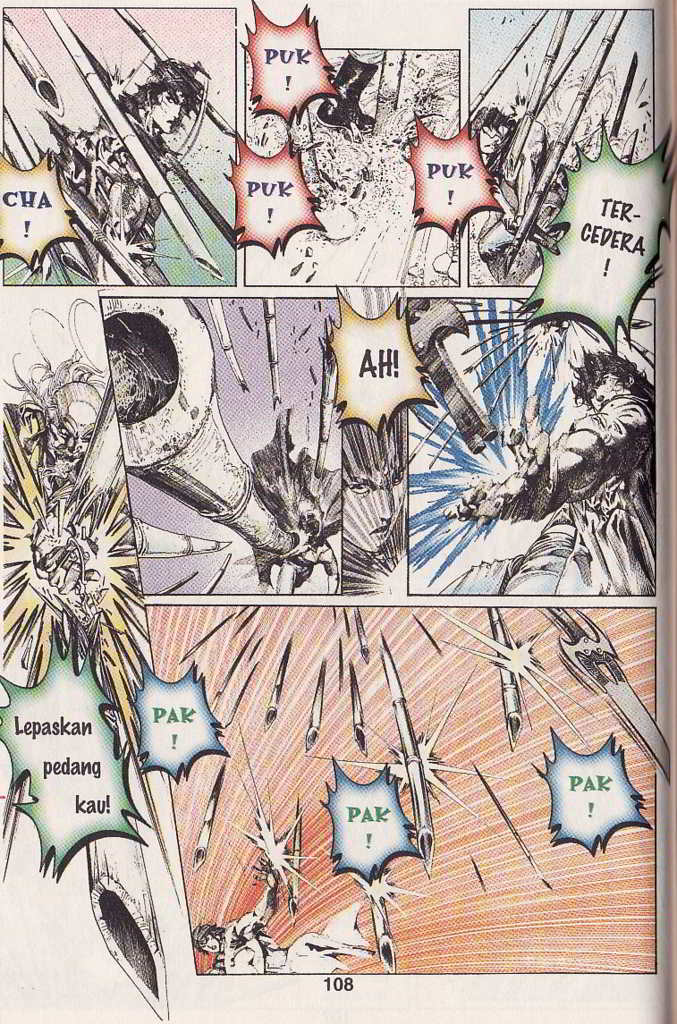 PUK
!
PUK
!
PUK
!
CHA
!
TER-
CEDERA
!
AH!
Lepaskan
pedang
kau!
PAK
!
PAK
!
PAK
!
108